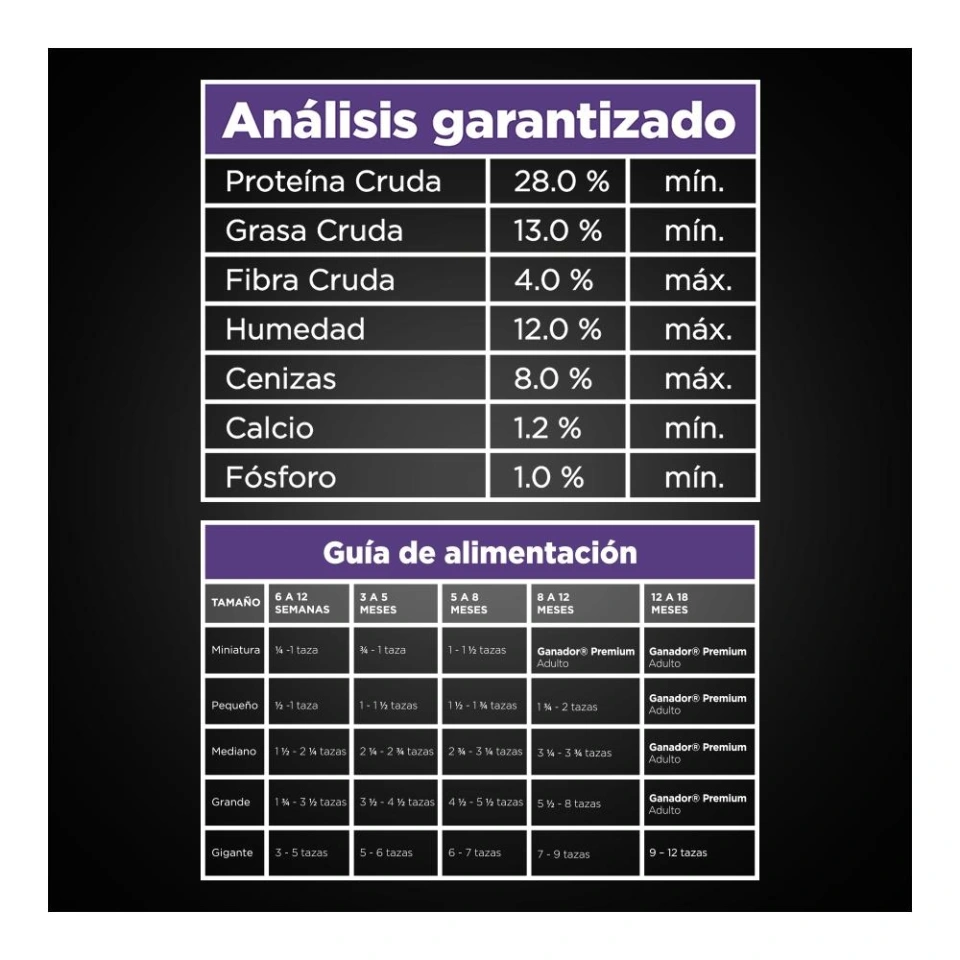 Análisis garantizado
Proteína Cruda 28.0 % mín.
Grasa Cruda 13.0 % mín.
Fibra Cruda 4.0 % máx.
Humedad 12.0 % máx.
Cenizas 8.0 % máx.
Calcio 1.2 % mín.
Fósforo 1.0 % mín.
Guía de alimentación
TAMAÑO 6 A 12 SEMANAS 3 A 5 MESES 5 A 8 MESES 8 A 12 MESES 12 A 18 MESES
Miniatura ¼ -1 taza ¾ - 1 taza 1 - 1 ½ tazas Ganador® Premium Adulto Ganador® Premium Adulto
Pequeño ½ -1 taza 1 - 1 ½ tazas 1 ½ - 1 ¾ tazas 1 ¾ - 2 tazas Ganador® Premium Adulto
Mediano 1 ½ - 2 ¼ tazas 2 ¼ - 2 ¾ tazas 2 ¾ - 3 ¼ tazas 3 ¼ - 3 ¾ tazas Ganador® Premium Adulto
Grande 1 ¾ - 3 ½ tazas 3 ½ - 4 ½ tazas 4 ½ - 5 ½ tazas 5 ½ - 8 tazas Ganador® Premium Adulto
Gigante 3 - 5 tazas 5 - 6 tazas 6 - 7 tazas 7 - 9 tazas 9 – 12 tazas